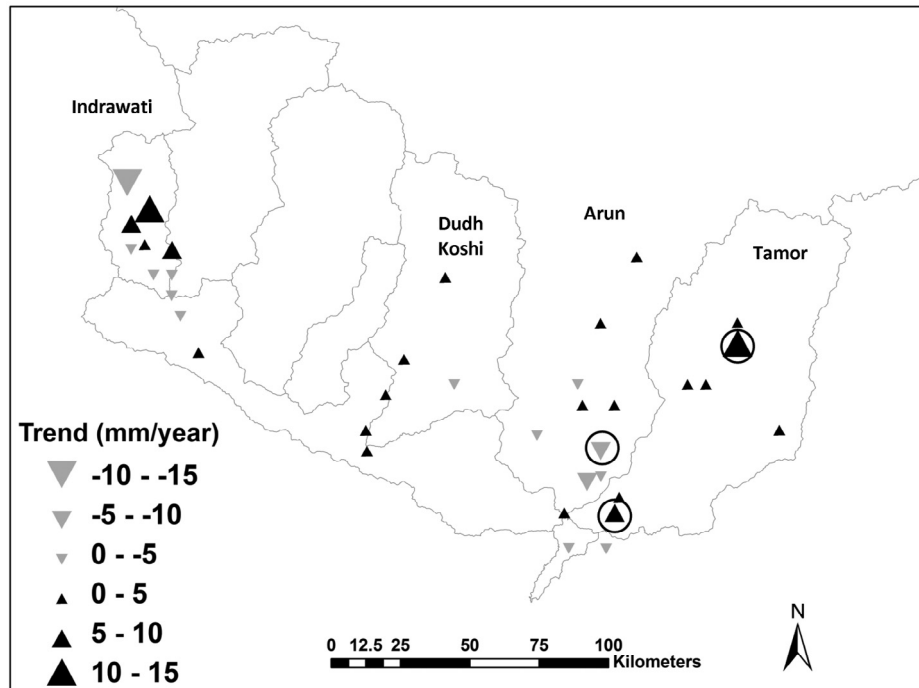 Indrawati
Dudh
Koshi
Arun
Tamor
Trend (mm/year)
-10 - -15
-5 - -10
0 - -5
0 - 5
5 - 10
10 - 15
0 12.5 25 50 75 100
Kilometers
N